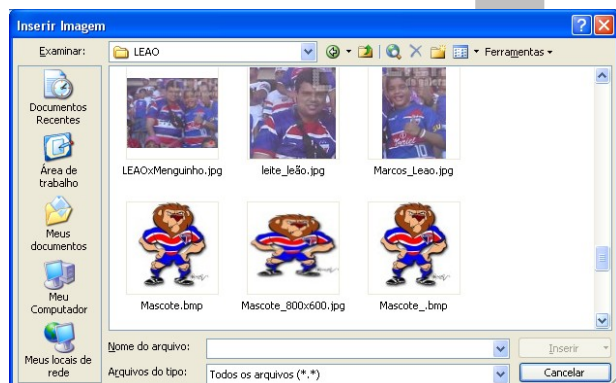 Inserir Imagem
Examinar:
LEAO
Ferramentas
Documentos
Recentes
Área de
trabalho
Meus
documentos
Meu
Computador
Meus locais de
rede
LEAOxMenguinho.jpg
leite_leão.jpg
Marcos_Leao.jpg
Mascote.bmp
Mascote_800x600.jpg
Mascote_.bmp
Nome do arquivo:
Inserir
Arquivos do tipo:
Todos os arquivos (*.*)
Cancelar